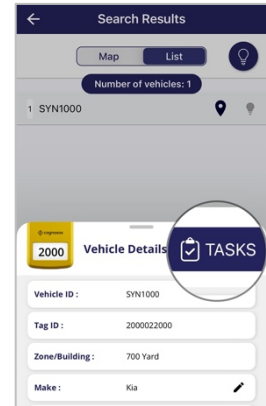 Search Results
Map List
Number of vehicles: 1
1 SYN1000
2000
Vehicle Details
TASKS
Vehicle ID : SYN1000
Tag ID : 2000022000
Zone/Building : 700 Yard
Make : Kia